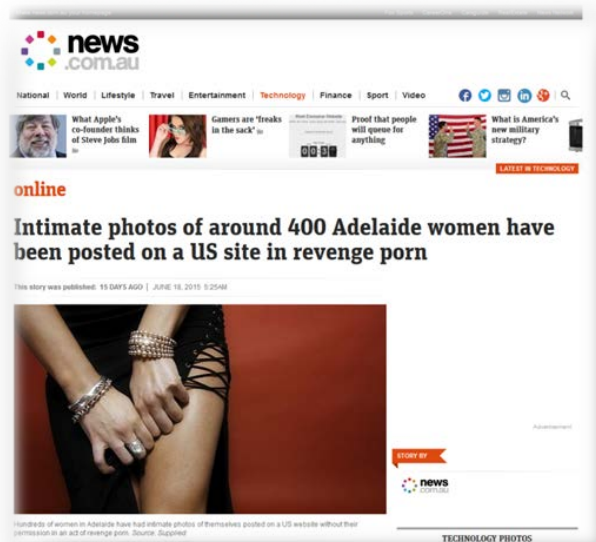 news
.com.au
National | World | Lifestyle | Travel | Entertainment | Technology | Finance | Sport | Video
What Apple's
co-founder thinks
of Steve Jobs film
Gamers are 'freaks
in the sack'
Proof that people
will queue for
anything
What is America's
new military
strategy?
LATEST IN TECHNOLOGY
online
Intimate photos of around 400 Adelaide women have
been posted on a US site in revenge porn
This story was published: 15 DAYS AGO | JUNE 18, 2015 5:25AM
Advertisement
STORY BY
news
.com.au
Hundreds of women in Adelaide have had intimate photos of themselves posted on a US website without their
permission in an act of revenge porn. Source: Supplied
TECHNOLOGY PHOTOS